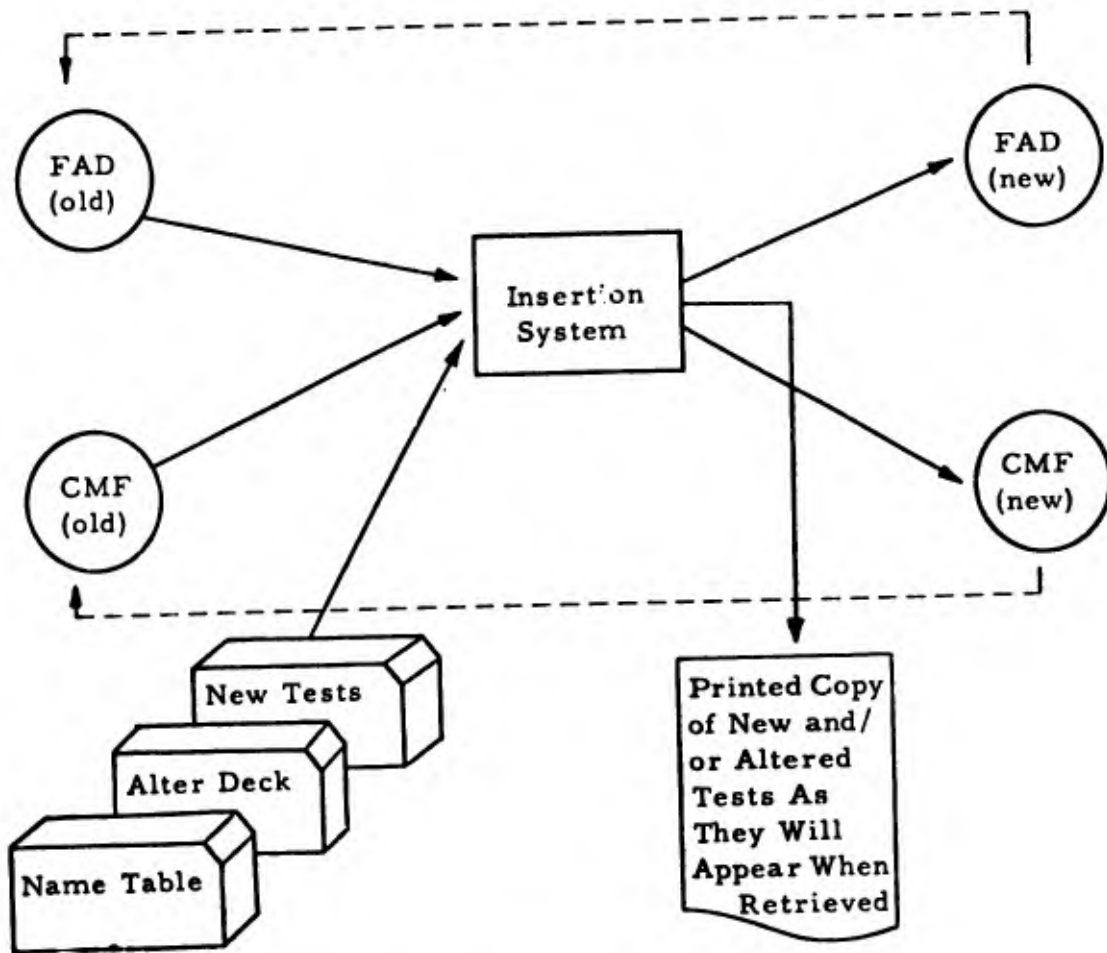 FAD
(old)
FAD
(new)
Insertion
System
CMF
(old)
CMF
(new)
New Tests
Alter Deck
Name Table
Printed Copy
of New and/
or Altered
Tests As
They Will
Appear When
Retrieved